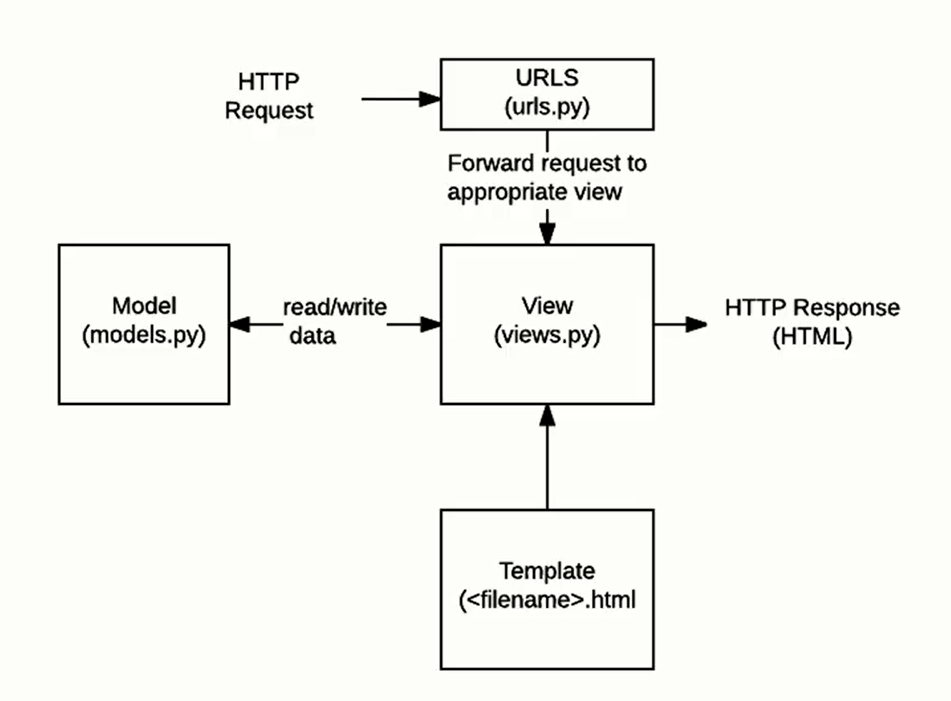 HTTP
Request
URLS
(urls.py)
Forward request to
appropriate view
Model
(models.py)
read/write
data
View
(views.py)
HTTP Response
(HTML)
Template
(<filename>.html